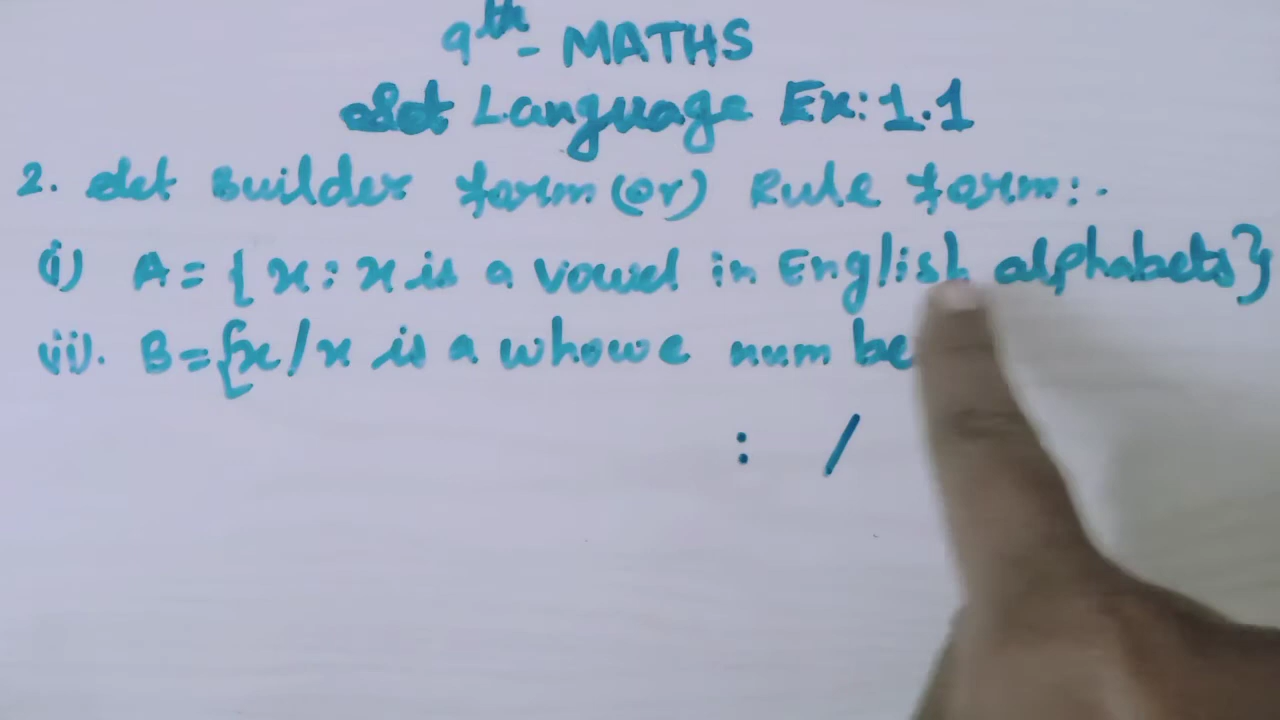 9th - MATHS
Set Language Ex: 1.1
2. Set Builder form (or) Rule form:.
(i) A = { x : x is a vowel in English alphabets}
(ii). B = {x / x is a whowe num be
: /